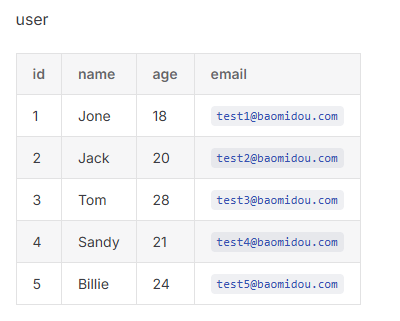 user
id name age email
1 Jone 18 test1@baomidou.com
2 Jack 20 test2@baomidou.com
3 Tom 28 test3@baomidou.com
4 Sandy 21 test4@baomidou.com
5 Billie 24 test5@baomidou.com